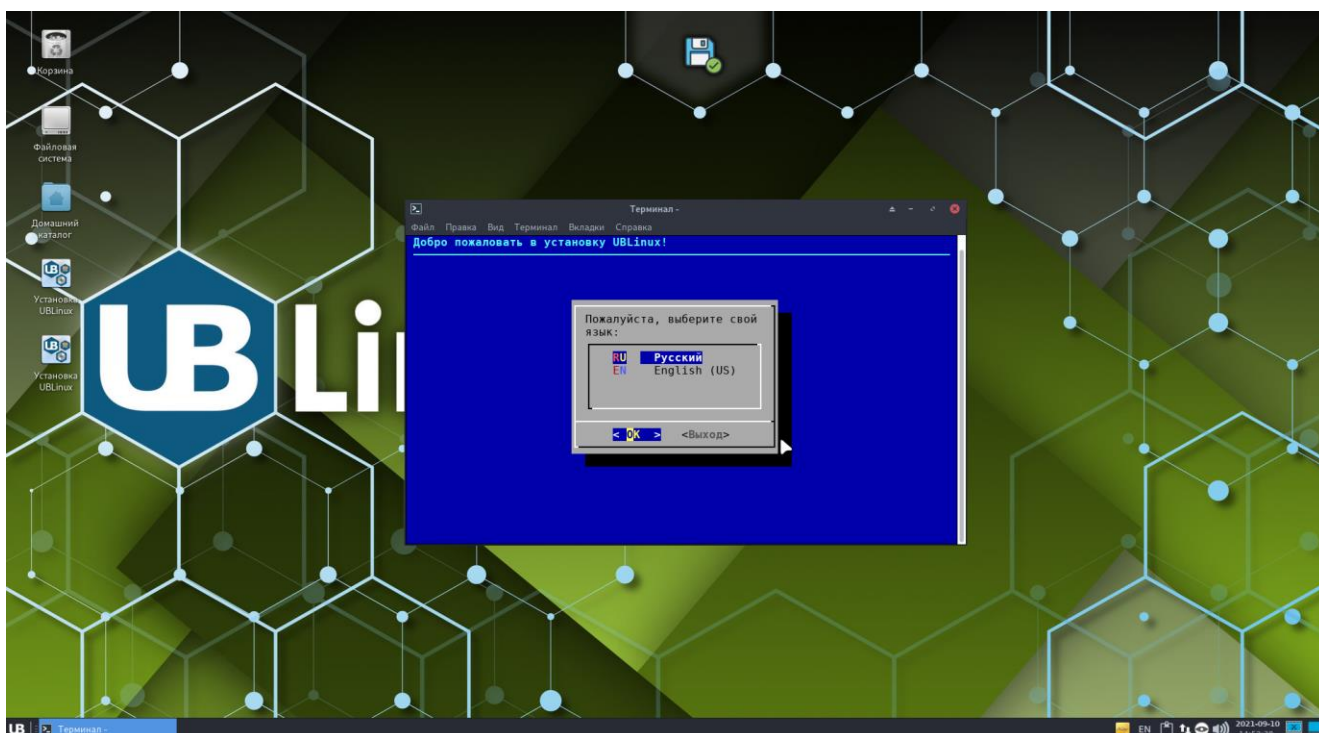 Корзина
Файловая
система
Домашний
каталог
Установка
UBLinux
Установка
UBLinux
UB Li
Терминал -
Файл Правка Вид Терминал Вкладки Справка
Добро пожаловать в установку UBLinux!
Пожалуйста, выберите свой
язык:
RU Русский
EN English (US)
< OK > <Выход>
UB Терминал -
EN 2021-09-10